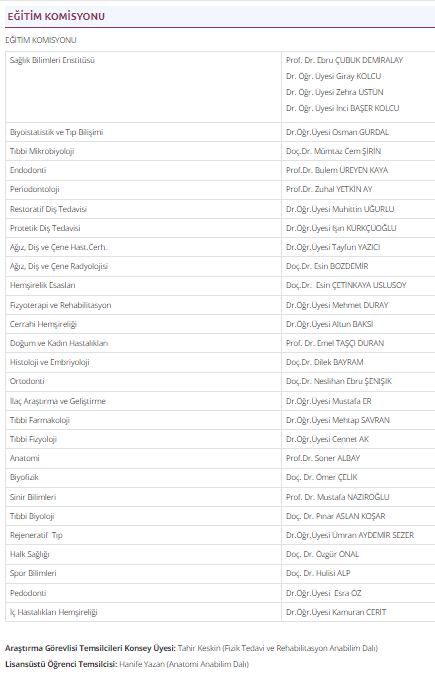 EĞİTİM KOMİSYONU
EĞİTİM KOMİSYONU
Sağlık Bilimleri Enstitüsü Prof. Dr. Ebru ÇUBUK DEMİRALAY
Dr. Öğr. Üyesi Giray KOLCU
Dr. Öğr. Üyesi Zehra ÜSTÜN
Dr. Öğr. Üyesi İnci BAŞER KOLCU
Biyoistatistik ve Tıp Bilişimi Dr.Öğr.Üyesi Osman GÜRDAL
Tıbbi Mikrobiyoloji Doç.Dr. Mümtaz Cem ŞİRİN
Endodonti Prof.Dr. Bulem ÜREYEN KAYA
Periodontoloji Prof.Dr. Zuhal YETKİN AY
Restoratif Diş Tedavisi Dr.Öğr.Üyesi Muhittin UĞURLU
Protetik Diş Tedavisi Dr.Öğr.Üyesi Işın KÜRKÇÜOĞLU
Ağız, Diş ve Çene Hast.Cerh. Dr.Öğr.Üyesi Tayfun YAZICI
Ağız, Diş ve Çene Radyolojisi Doç.Dr. Esin BOZDEMİR
Hemşirelik Esasları Doç.Dr. Esin ÇETİNKAYA USLUSOY
Fizyoterapi ve Rehabilitasyon Dr.Öğr.Üyesi Mehmet DURAY
Cerrahi Hemşireliği Dr.Öğr.Üyesi Altun BAKSİ
Doğum ve Kadın Hastalıkları Prof. Dr. Emel TAŞÇI DURAN
Histoloji ve Embriyoloji Doç.Dr. Dilek BAYRAM
Ortodonti Doç.Dr. Neslihan Ebru ŞENIŞIK
İlaç Araştırma ve Geliştirme Dr.Öğr.Üyesi Mustafa ER
Tıbbi Farmakoloji Dr.Öğr.Üyesi Mehtap SAVRAN
Tıbbi Fizyoloji Dr.Öğr.Üyesi Cennet AK
Anatomi Prof.Dr. Soner ALBAY
Biyofizik Doç. Dr. Ömer ÇELİK
Sinir Bilimleri Prof. Dr. Mustafa NAZIROĞLU
Tıbbi Biyoloji Doç. Dr. Pınar ASLAN KOŞAR
Rejeneratif Tıp Dr.Öğr.Üyesi Ümran AYDEMİR SEZER
Halk Sağlığı Doç. Dr. Özgür ÖNAL
Spor Bilimleri Doç. Dr. Hulisi ALP
Pedodonti Dr.Öğr.Üyesi Esra ÖZ
İç Hastalıkları Hemşireliği Dr.Öğr.Üyesi Kamuran CERİT
Araştırma Görevlisi Temsilcileri Konsey Üyesi: Tahir Keskin (Fizik Tedavi ve Rehabilitasyon Anabilim Dalı)
Lisansüstü Öğrenci Temsilcisi: Hanife Yazan (Anatomi Anabilim Dalı)